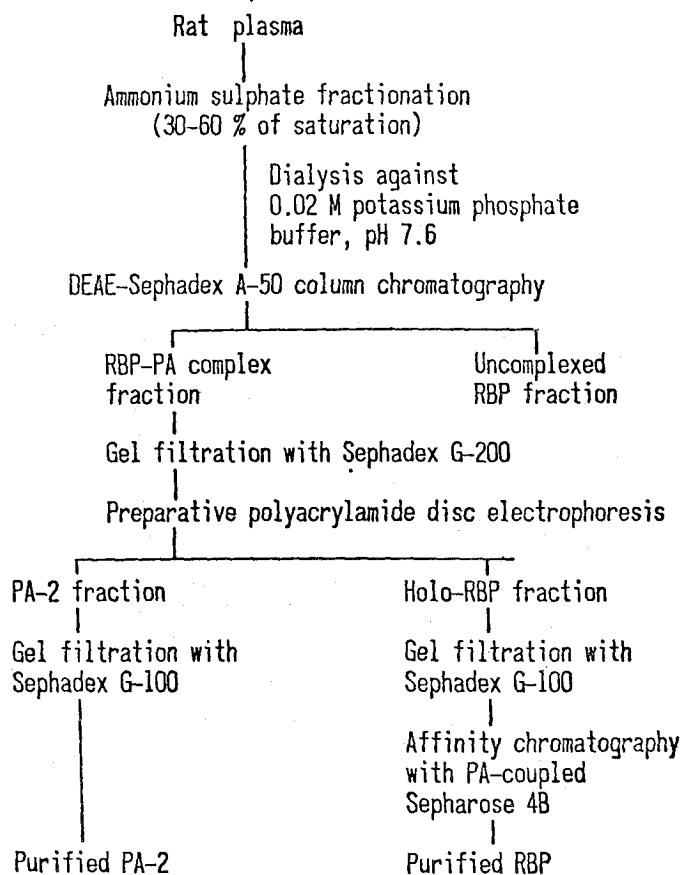 Rat plasma
Ammonium sulphate fractionation
(30-60 % of saturation)
Dialysis against
0.02 M potassium phosphate
buffer, pH 7.6
DEAE-Sephadex A-50 column chromatography
RBP-PA complex
fraction
Uncomplexed
RBP fraction
Gel filtration with Sephadex G-200
Preparative polyacrylamide disc electrophoresis
PA-2 fraction
Holo-RBP fraction
Gel filtration with
Sephadex G-100
Gel filtration with
Sephadex G-100
Affinity chromatography
with PA-coupled
Sepharose 4B
Purified PA-2
Purified RBP